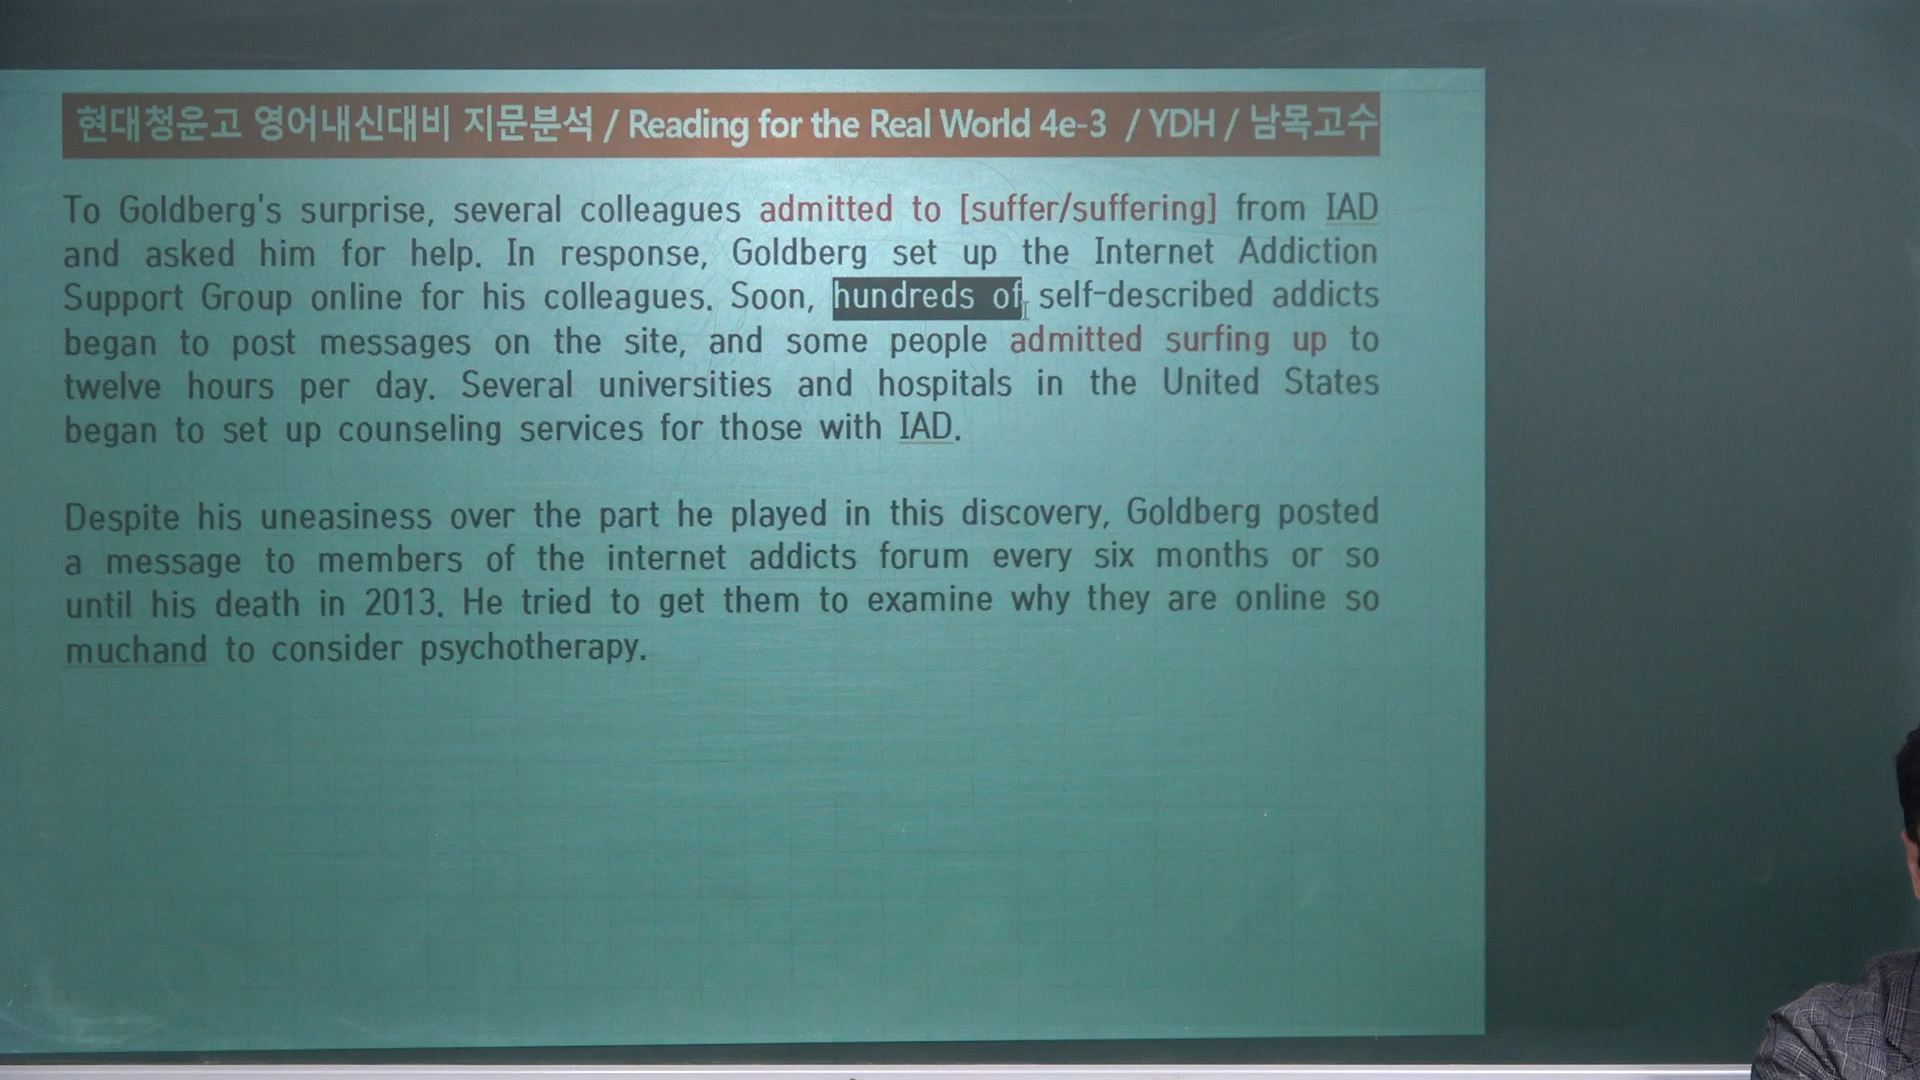 현대청운고 영어내신대비 지문분석 / Reading for the Real World 4e-3 / YDH / 남목고수
To Goldberg's surprise, several colleagues admitted to [suffer/suffering] from IAD
and asked him for help. In response, Goldberg set up the Internet Addiction
Support Group online for his colleagues. Soon, hundreds of self-described addicts
began to post messages on the site, and some people admitted surfing up to
twelve hours per day. Several universities and hospitals in the United States
began to set up counseling services for those with IAD.
Despite his uneasiness over the part he played in this discovery, Goldberg posted
a message to members of the internet addicts forum every six months or so
until his death in 2013. He tried to get them to examine why they are online so
muchand to consider psychotherapy.